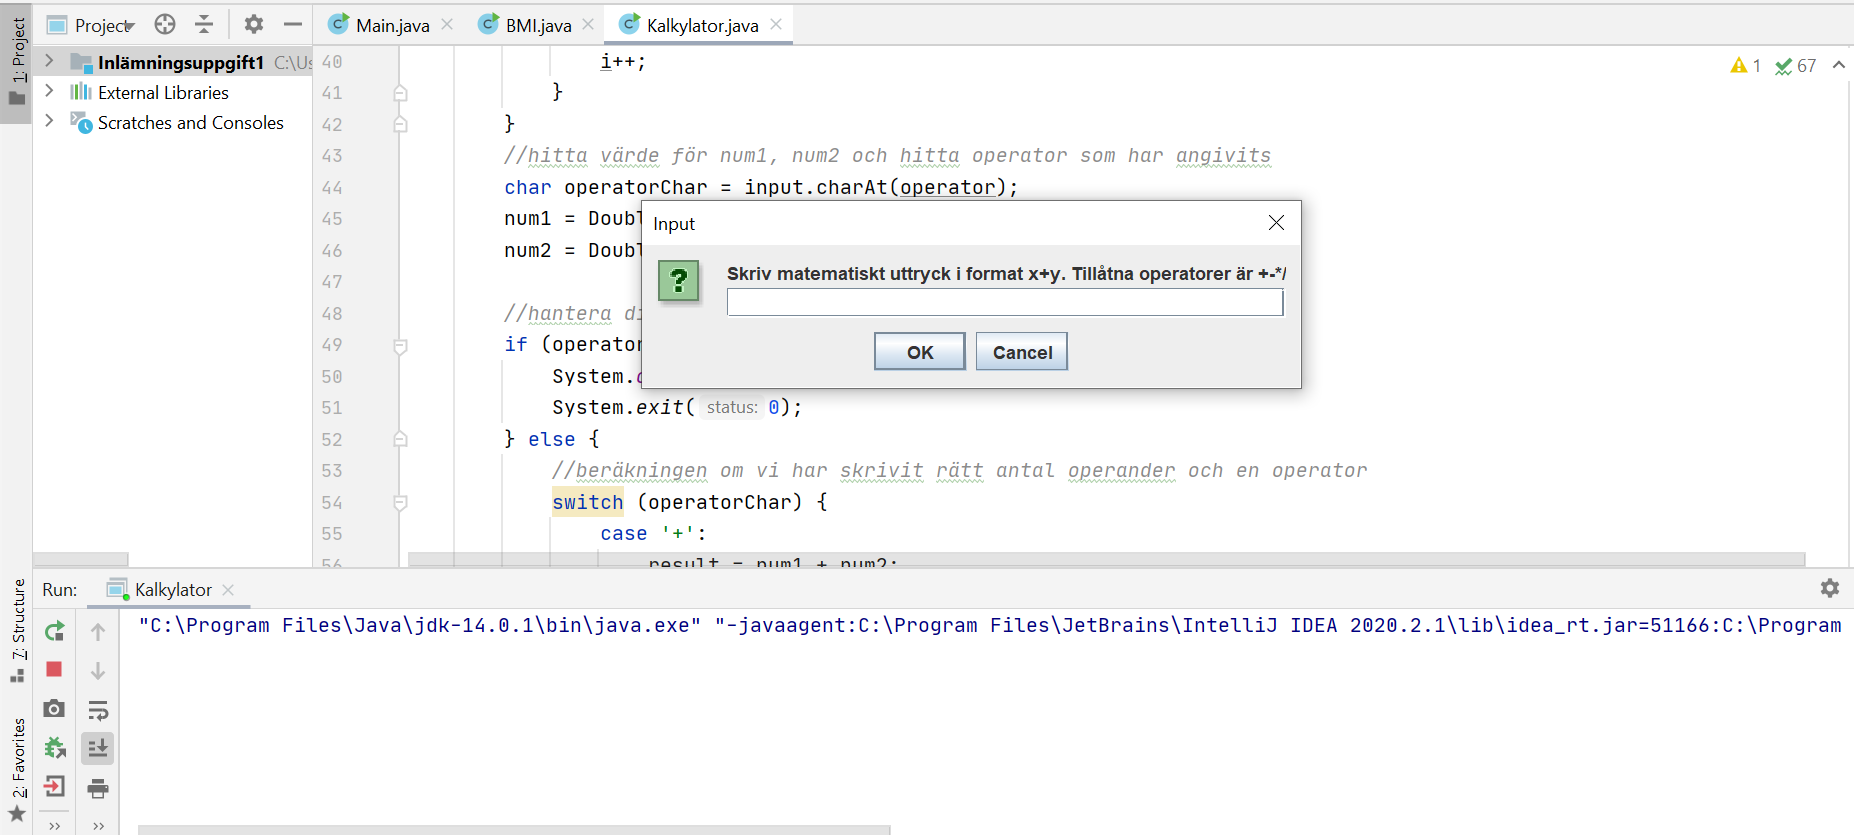 1: Project
Project
Main.java
BMI.java
Kalkylator.java
Inlämningsuppgift1 C:\Us
External Libraries
Scratches and Consoles
1 67
40 i++;
41 }
42 }
43 //hitta värde för num1, num2 och hitta operator som har angivits
44 char operatorChar = input.charAt(operator);
45 num1 = Doubl
46 num2 = Doubl
47
48 //hantera di
49 if (operator
50 System.o
51 System.exit( status: 0);
52 } else {
53 //beräkningen om vi har skrivit rätt antal operander och en operator
54 switch (operatorChar) {
55 case '+':
56 result = num1 + num2;
Input
Skriv matematiskt uttryck i format x+y. Tillåtna operatorer är +-*/
OK Cancel
7: Structure
2: Favorites
Run: Kalkylator
"C:\Program Files\Java\jdk-14.0.1\bin\java.exe" "-javaagent:C:\Program Files\JetBrains\IntelliJ IDEA 2020.2.1\lib\idea_rt.jar=51166:C:\Program